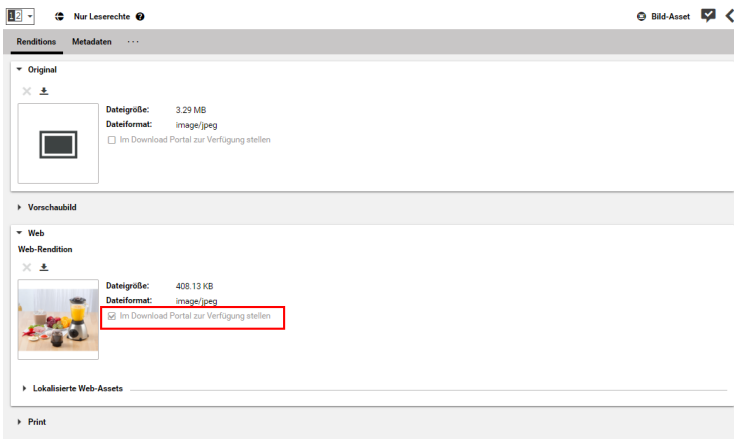 1 2 Nur Leserechte ? Bild-Asset
Renditions Metadaten ...
Original
Dateigröße: 3.29 MB
Dateiformat: image/jpeg
Im Download Portal zur Verfügung stellen
Vorschaubild
Web
Web-Rendition
Dateigröße: 408.13 KB
Dateiformat: image/jpeg
Im Download Portal zur Verfügung stellen
Lokalisierte Web-Assets
Print